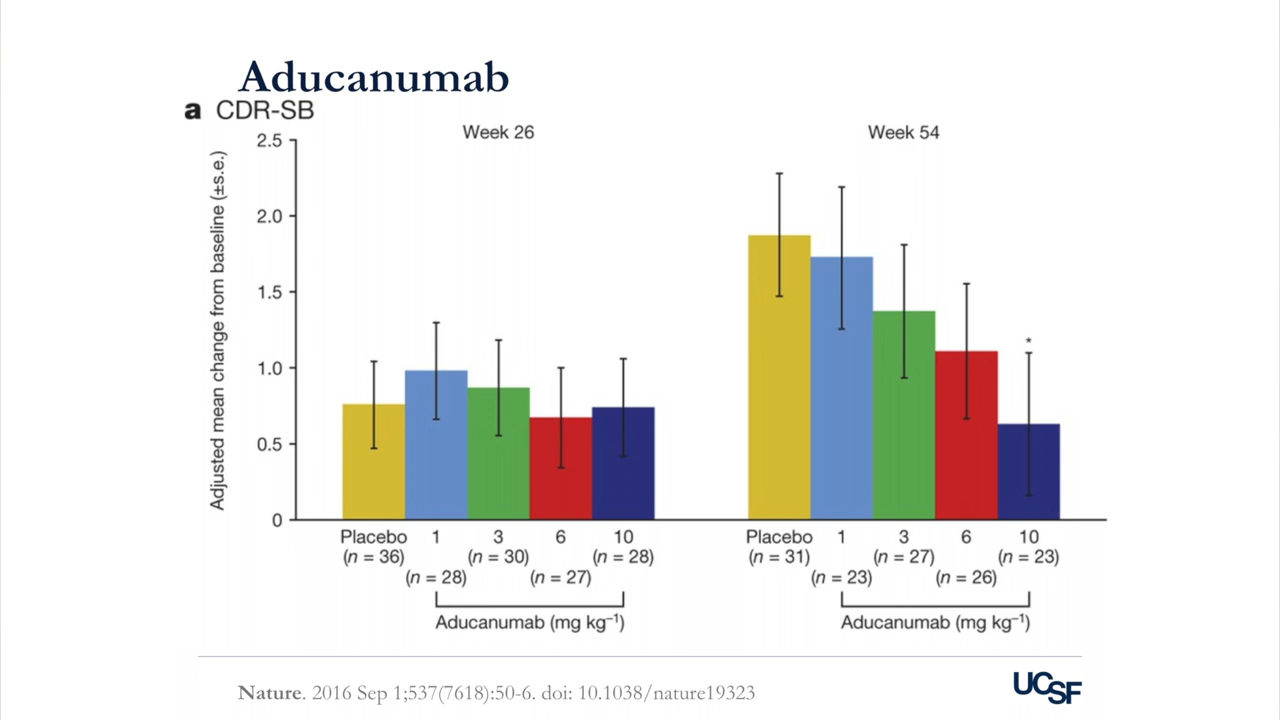 Aducanumab
a CDR-SB
Week 26
Week 54
Adjusted mean change from baseline (±s.e.)
2.5
2.0
1.5
1.0
0.5
0
*
Placebo 1 3 6 10
(n = 36) (n = 30) (n = 28)
(n = 28) (n = 27)
Aducanumab (mg kg⁻¹)
Placebo 1 3 6 10
(n = 31) (n = 27) (n = 23)
(n = 23) (n = 26)
Aducanumab (mg kg⁻¹)
Nature. 2016 Sep 1;537(7618):50-6. doi: 10.1038/nature19323
UCSF